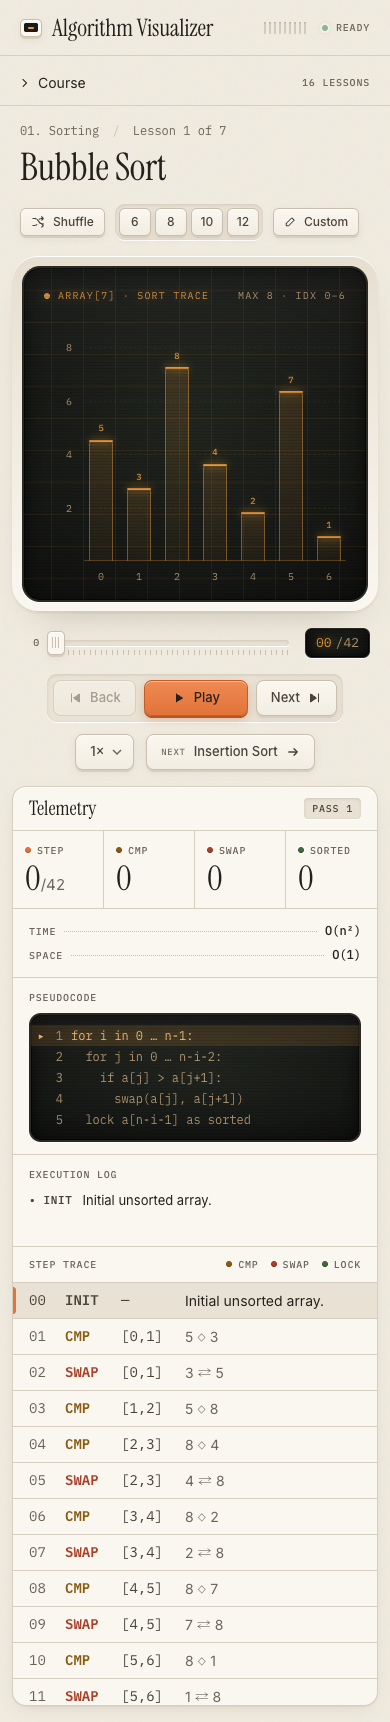 Algorithm Visualizer
READY
Course
16 LESSONS
01. Sorting / Lesson 1 of 7
Bubble Sort
Shuffle 6 8 10 12 Custom
ARRAY[7] · SORT TRACE MAX 8 · IDX 0–6
8
6
4
2
5 3 8 4 2 7 1
0 1 2 3 4 5 6
0 00 /42
Back Play Next
1× NEXT Insertion Sort →
Telemetry PASS 1
STEP CMP SWAP SORTED
0/42 0 0 0
TIME O(n²)
SPACE O(1)
PSEUDOCODE
▸ 1 for i in 0 … n-1:
2 for j in 0 … n-i-2:
3 if a[j] > a[j+1]:
4 swap(a[j], a[j+1])
5 lock a[n-i-1] as sorted
EXECUTION LOG
• INIT Initial unsorted array.
STEP TRACE CMP SWAP LOCK
00 INIT — Initial unsorted array.
01 CMP [0,1] 5 ◇ 3
02 SWAP [0,1] 3 ⇄ 5
03 CMP [1,2] 5 ◇ 8
04 CMP [2,3] 8 ◇ 4
05 SWAP [2,3] 4 ⇄ 8
06 CMP [3,4] 8 ◇ 2
07 SWAP [3,4] 2 ⇄ 8
08 CMP [4,5] 8 ◇ 7
09 SWAP [4,5] 7 ⇄ 8
10 CMP [5,6] 8 ◇ 1
11 SWAP [5,6] 1 ⇄ 8